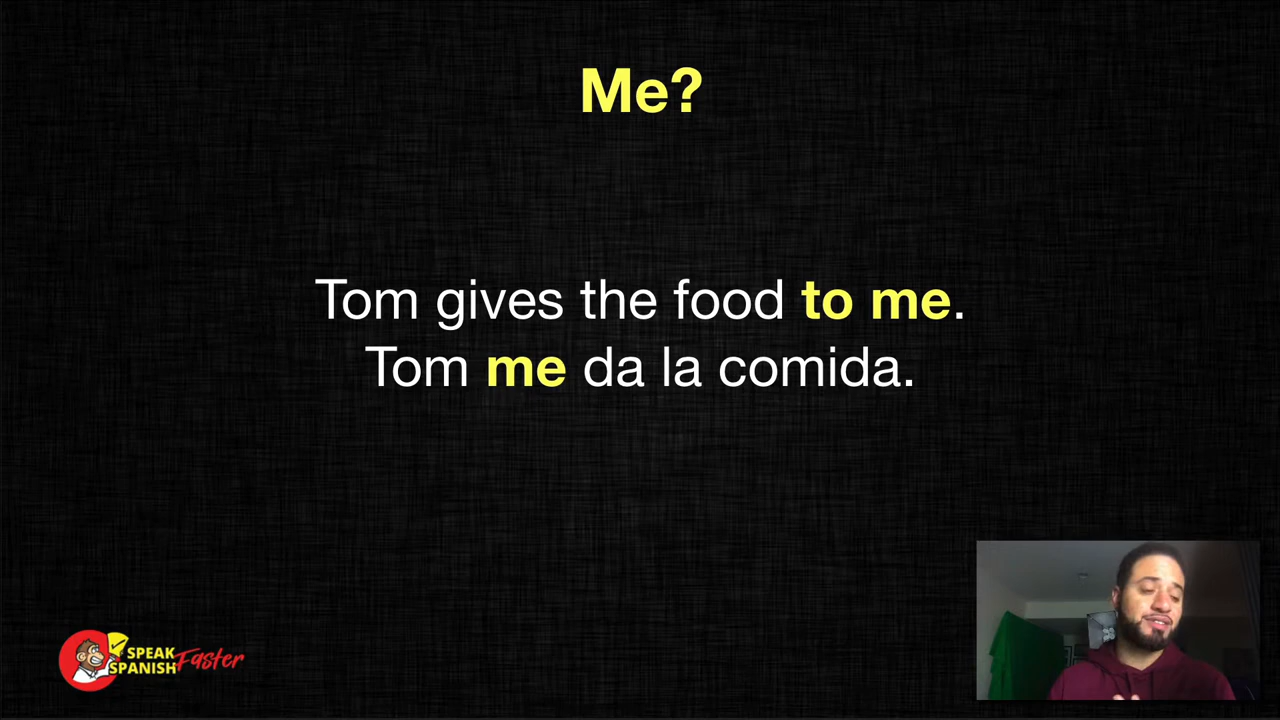 Me?
Tom gives the food to me.
Tom me da la comida.
SPEAK
SPANISH Faster